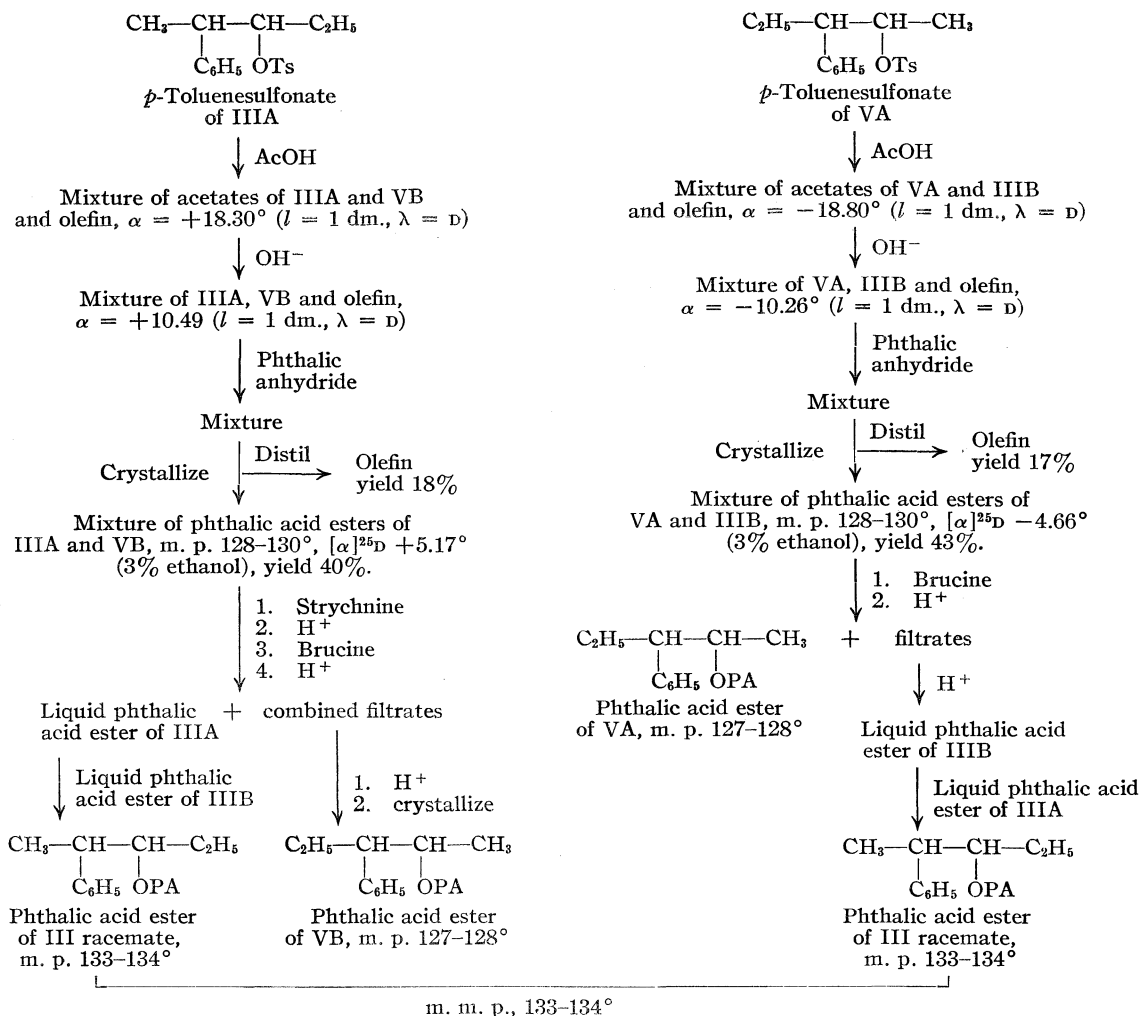 CH₃—CH—CH—C₂H₅
C₆H₅ OTs
p-Toluenesulfonate
of IIIA
AcOH
Mixture of acetates of IIIA and VB
and olefin, α = +18.30° (l = 1 dm., λ = D)
OH⁻
Mixture of IIIA, VB and olefin,
α = +10.49 (l = 1 dm., λ = D)
Phthalic
anhydride
Mixture
Distil
Crystallize
Olefin
yield 18%
Mixture of phthalic acid esters of
IIIA and VB, m. p. 128–130°, [α]²⁵D +5.17°
(3% ethanol), yield 40%.
1. Strychnine
2. H⁺
3. Brucine
4. H⁺
Liquid phthalic + combined filtrates
acid ester of IIIA
Liquid phthalic
acid ester of IIIB
1. H⁺
2. crystallize
CH₃—CH—CH—C₂H₅
C₆H₅ OPA
Phthalic acid ester
of III racemate,
m. p. 133–134°
C₂H₅—CH—CH—CH₃
C₆H₅ OPA
Phthalic acid ester
of VB, m. p. 127–128°
C₂H₅—CH—CH—CH₃
C₆H₅ OTs
p-Toluenesulfonate
of VA
AcOH
Mixture of acetates of VA and IIIB
and olefin, α = −18.80° (l = 1 dm., λ = D)
OH⁻
Mixture of VA, IIIB and olefin,
α = −10.26° (l = 1 dm., λ = D)
Phthalic
anhydride
Mixture
Distil
Crystallize
Olefin
yield 17%
Mixture of phthalic acid esters of
VA and IIIB, m. p. 128–130°, [α]²⁵D −4.66°
(3% ethanol), yield 43%.
1. Brucine
2. H⁺
C₂H₅—CH—CH—CH₃ + filtrates
C₆H₅ OPA
Phthalic acid ester
of VA, m. p. 127–128°
H⁺
Liquid phthalic acid
ester of IIIB
Liquid phthalic acid
ester of IIIA
CH₃—CH—CH—C₂H₅
C₆H₅ OPA
Phthalic acid ester
of III racemate,
m. p. 133–134°
m. m. p., 133–134°